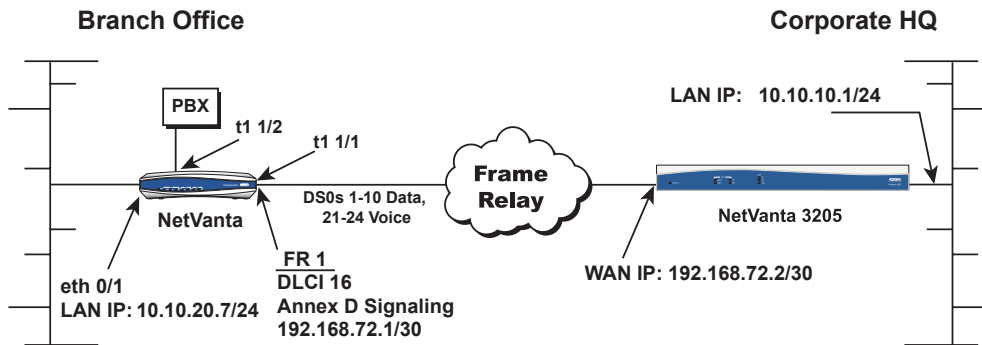 Branch Office
Corporate HQ
PBX
t1 1/2
t1 1/1
LAN IP: 10.10.10.1/24
Frame
Relay
DS0s 1-10 Data,
21-24 Voice
NetVanta
NetVanta 3205
FR 1
DLCI 16
Annex D Signaling
192.168.72.1/30
WAN IP: 192.168.72.2/30
eth 0/1
LAN IP: 10.10.20.7/24